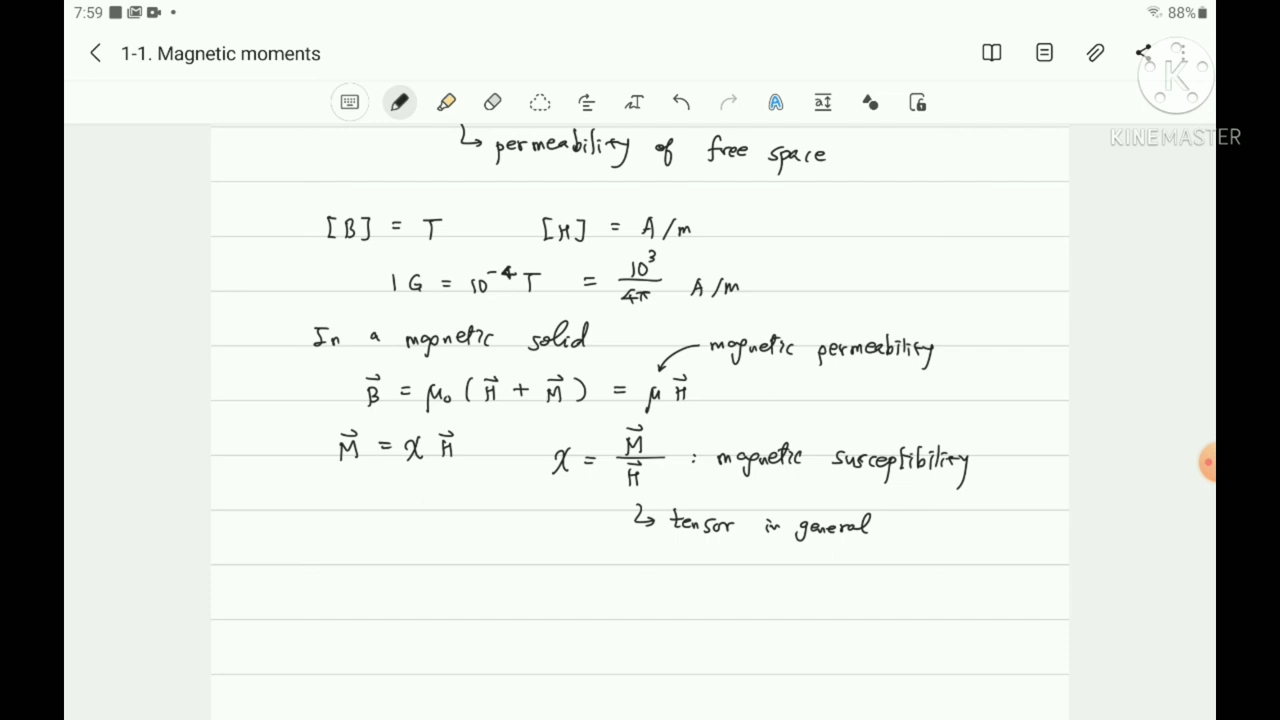 7:59
88%
1-1. Magnetic moments
KINEMASTER
↳ permeability of free space
[B] = T [H] = A/m
1 G = 10⁻⁴ T = 10³/4π A/m
In a magnetic solid
magnetic permeability
B⃗ = μ₀ (H⃗ + M⃗) = μ H⃗
M⃗ = χ H⃗ χ = M⃗/H⃗ : magnetic susceptibility
↳ tensor in general